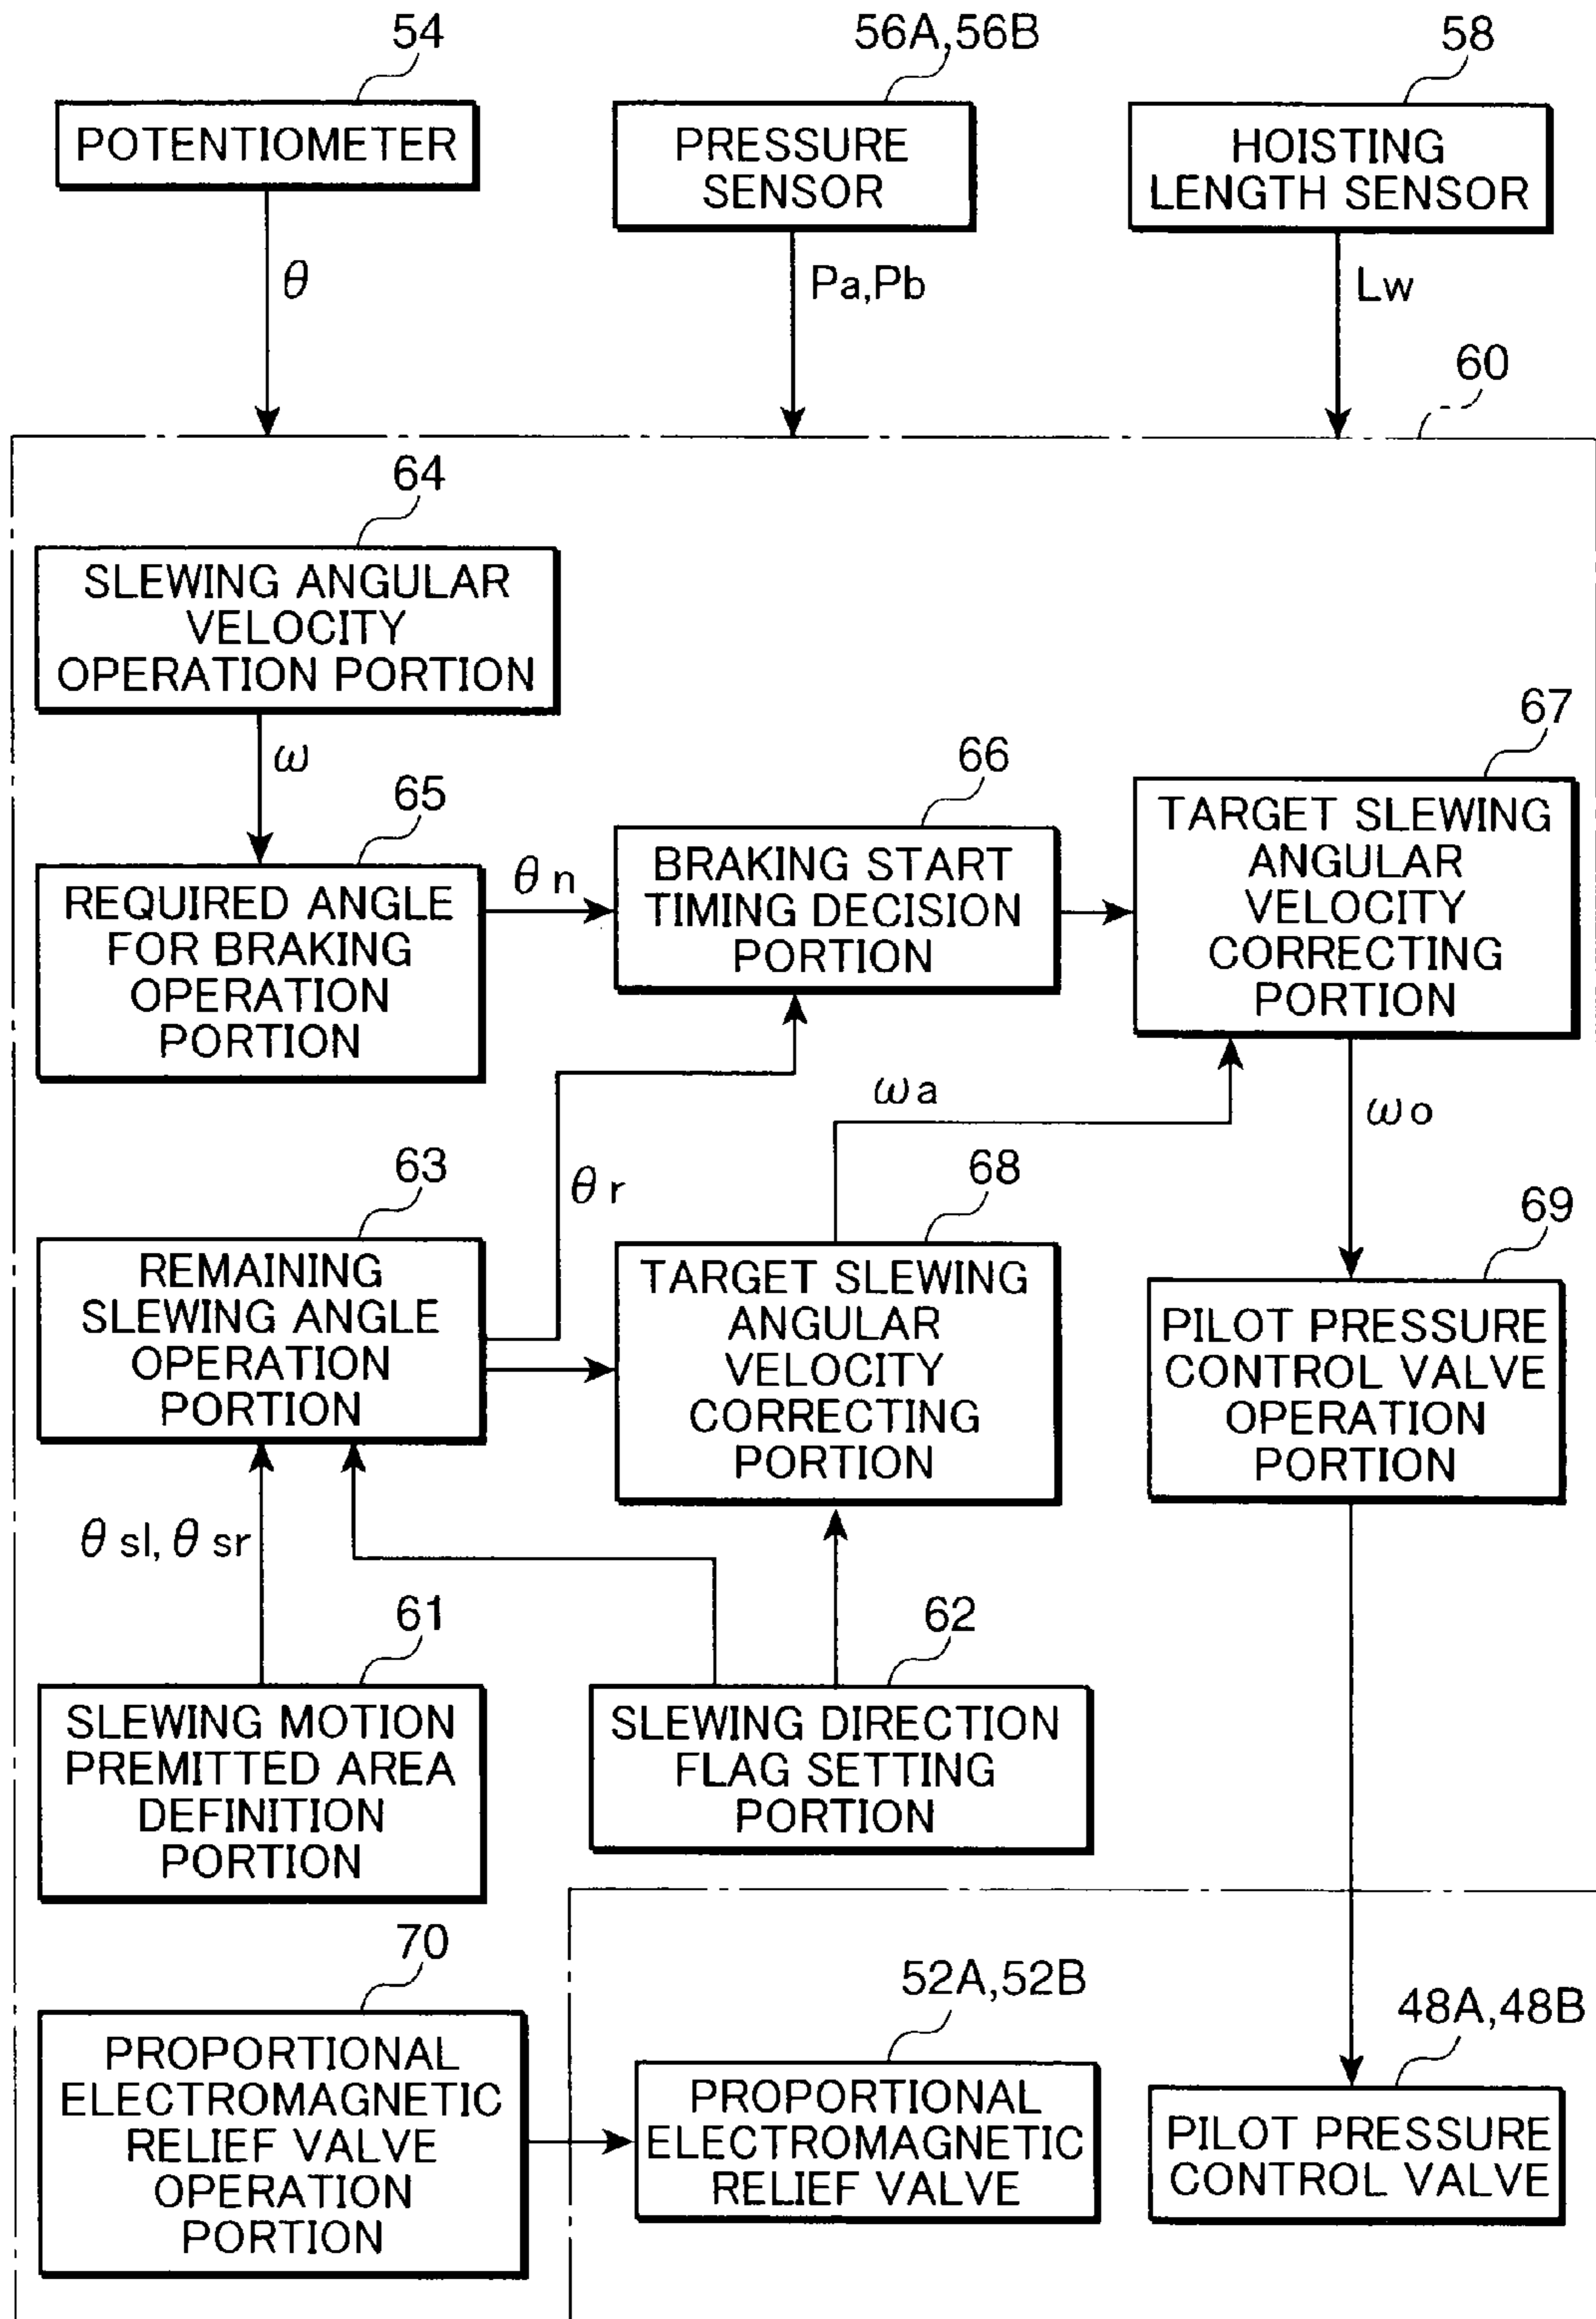 54
POTENTIOMETER
θ
56A,56B
PRESSURE
SENSOR
Pa,Pb
58
HOISTING
LENGTH SENSOR
Lw
60
64
SLEWING ANGULAR
VELOCITY
OPERATION PORTION
ω
65
REQUIRED ANGLE
FOR BRAKING
OPERATION
PORTION
θn
66
BRAKING START
TIMING DECISION
PORTION
67
TARGET SLEWING
ANGULAR
VELOCITY
CORRECTING
PORTION
ωa
ωo
63
REMAINING
SLEWING ANGLE
OPERATION
PORTION
θr
68
TARGET SLEWING
ANGULAR
VELOCITY
CORRECTING
PORTION
69
PILOT PRESSURE
CONTROL VALVE
OPERATION
PORTION
θsl, θsr
61
SLEWING MOTION
PREMITTED AREA
DEFINITION
PORTION
62
SLEWING DIRECTION
FLAG SETTING
PORTION
70
PROPORTIONAL
ELECTROMAGNETIC
RELIEF VALVE
OPERATION
PORTION
52A,52B
PROPORTIONAL
ELECTROMAGNETIC
RELIEF VALVE
48A,48B
PILOT PRESSURE
CONTROL VALVE